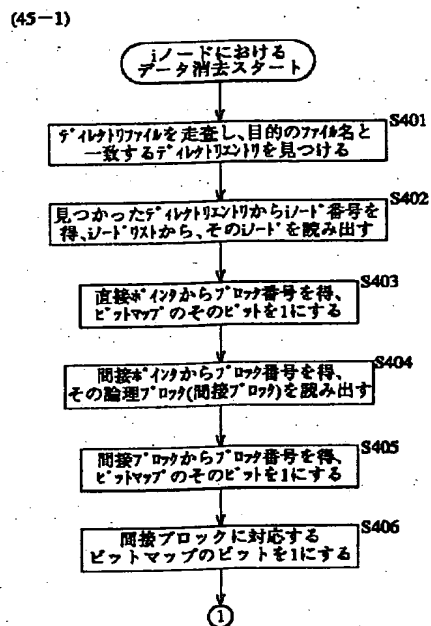 (45-1)
iノードにおける
データ消去スタート
S401
ディレクトリファイルを走査し、目的のファイル名と
一致するディレクトリエントリを見つける
S402
見つかったディレクトリエントリからiノード番号を
得、iノードリストから、そのiノードを読み出す
S403
直接ポインタからブロック番号を得、
ビットマップのそのビットを1にする
S404
間接ポインタからブロック番号を得、
その論理ブロック(間接ブロック)を読み出す
S405
間接ブロックからブロック番号を得、
ビットマップのそのビットを1にする
S406
間接ブロックに対応する
ビットマップのビットを1にする
1